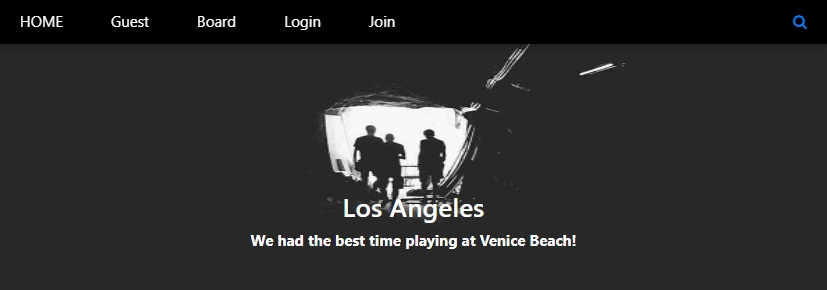 HOME Guest Board Login Join
Los Angeles
We had the best time playing at Venice Beach!